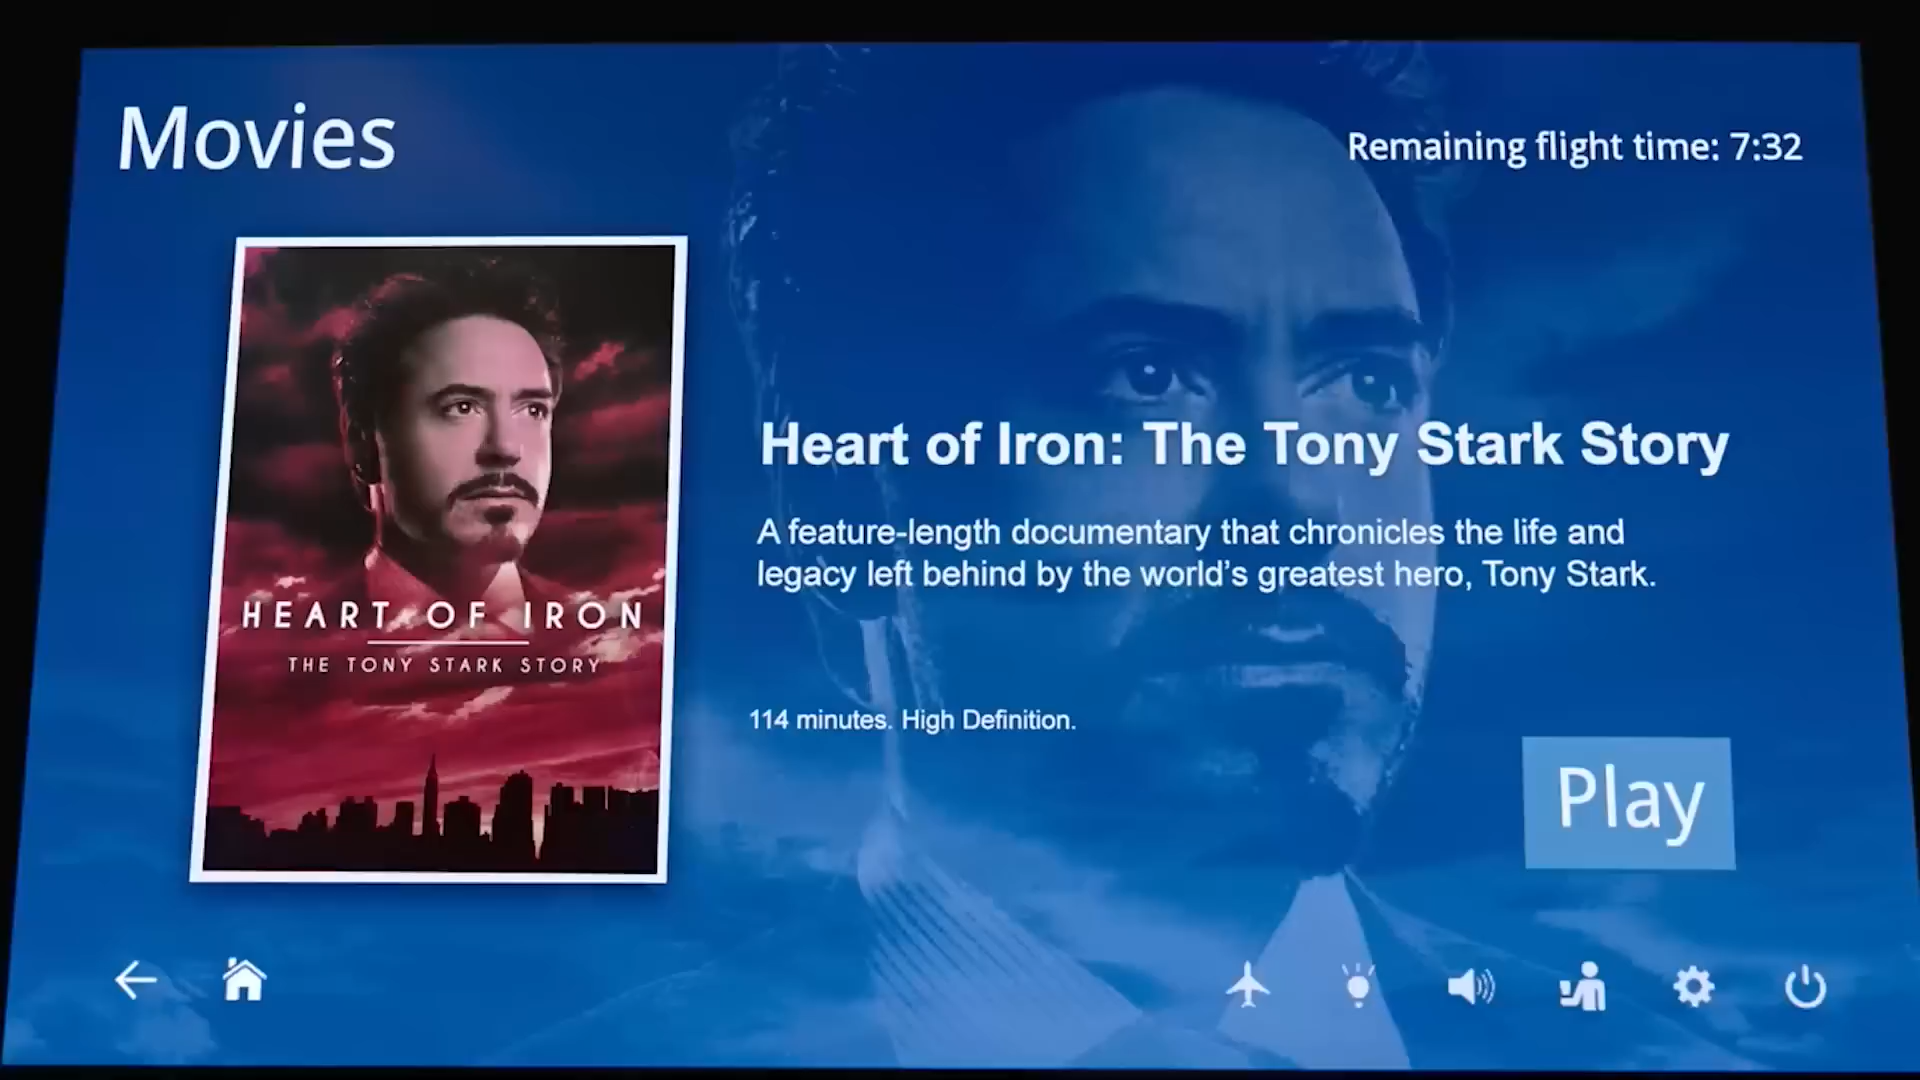 Movies
Remaining flight time: 7:32
HEART OF IRON
THE TONY STARK STORY
Heart of Iron: The Tony Stark Story
A feature-length documentary that chronicles the life and
legacy left behind by the world’s greatest hero, Tony Stark.
114 minutes. High Definition.
Play